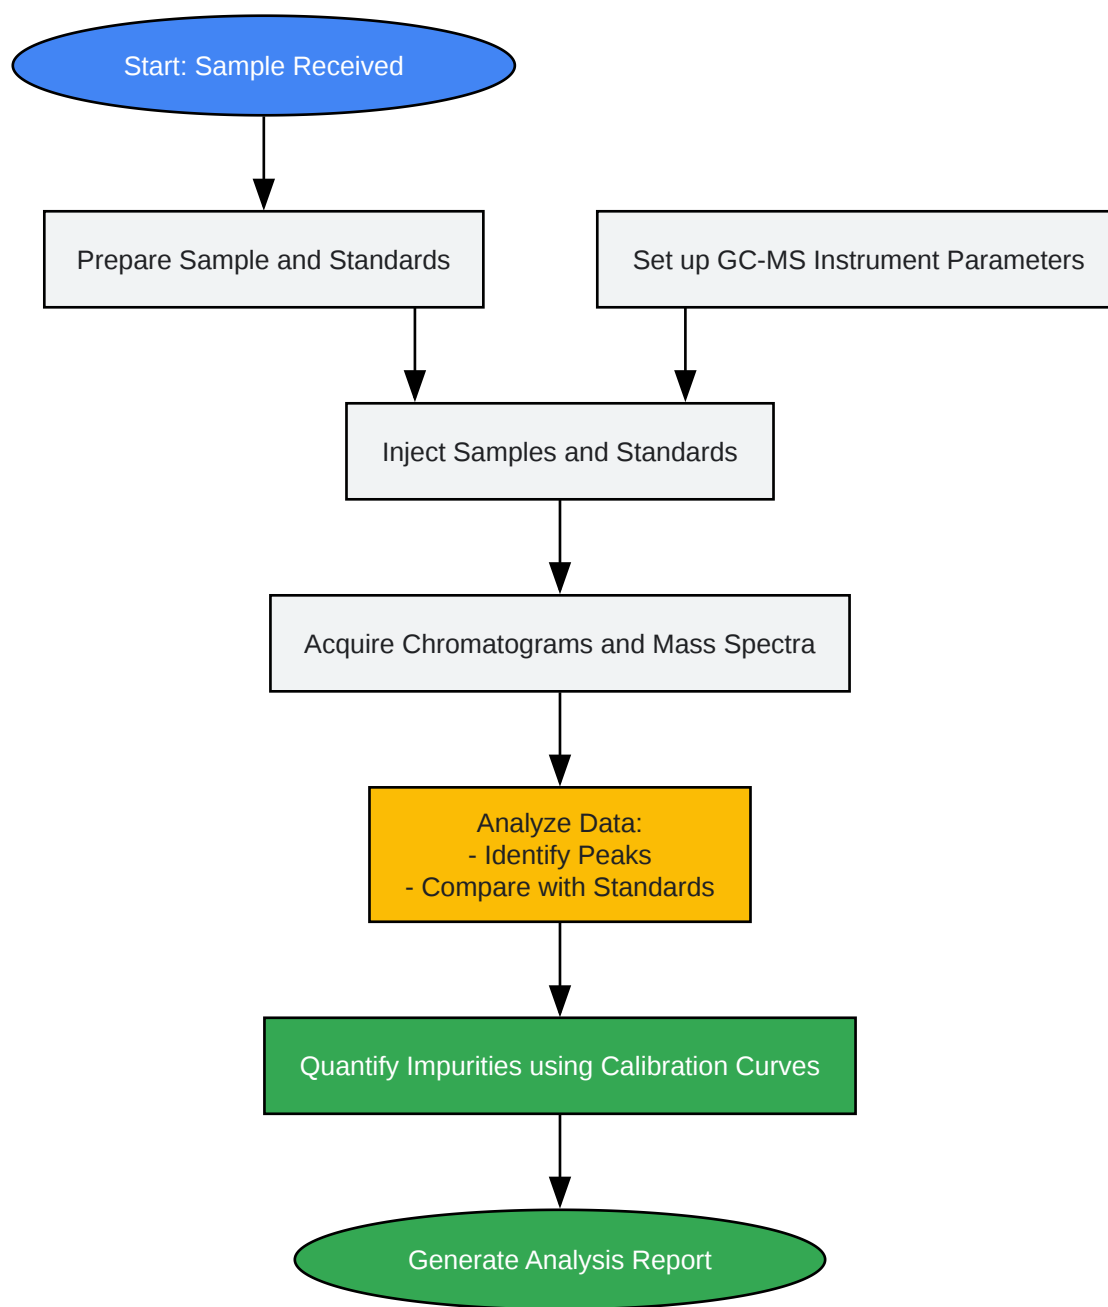 Start: Sample Received
Prepare Sample and Standards
Set up GC-MS Instrument Parameters
Inject Samples and Standards
Acquire Chromatograms and Mass Spectra
Analyze Data:
- Identify Peaks
- Compare with Standards
Quantify Impurities using Calibration Curves
Generate Analysis Report